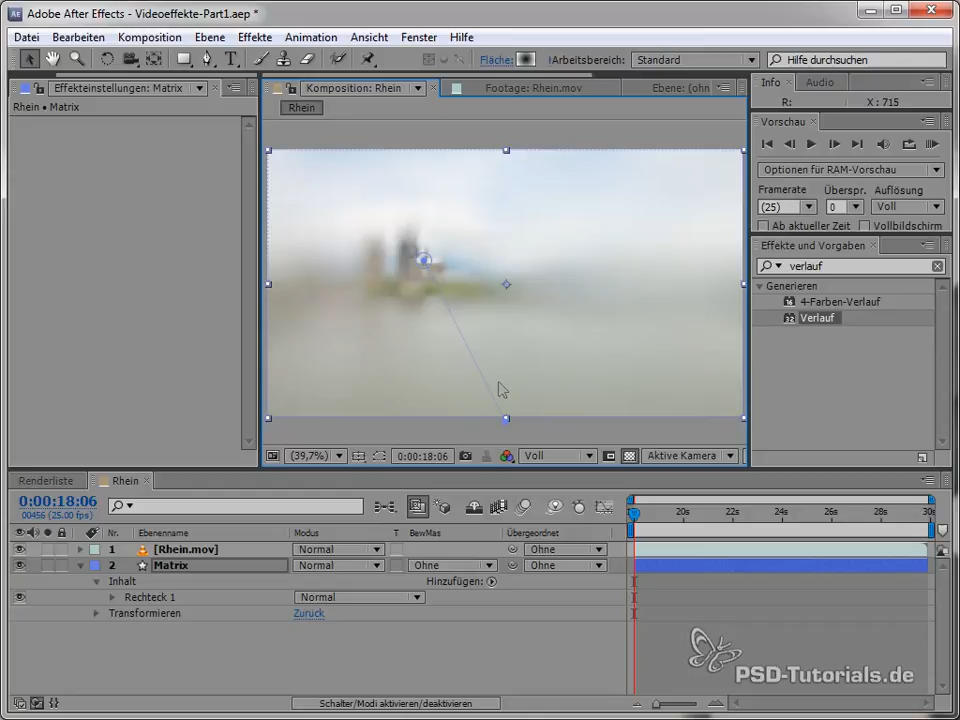 Adobe After Effects - Videoeffekte-Part1.aep *
Datei Bearbeiten Komposition Ebene Effekte Animation Ansicht Fenster Hilfe
Fläche: Arbeitsbereich: Standard Hilfe durchsuchen
Effekteinstellungen: Matrix Komposition: Rhein Footage: Rhein.mov Ebene: (ohn Info Audio
Rhein • Matrix Rhein R: X : 715
Vorschau
Optionen für RAM-Vorschau
Framerate Überspr. Auflösung
(25) 0 Voll
Ab aktueller Zeit Vollbildschirm
Effekte und Vorgaben
verlauf
Generieren
4-Farben-Verlauf
Verlauf
(39,7%) 0:00:18:06 Voll Aktive Kamera
Renderliste Rhein
0:00:18:06
00456 (25.00 fps)
20s 22s 24s 26s 28s 30s
Nr. Ebenenname Modus T BewMas Übergeordnet
1 [Rhein.mov] Normal Ohne
2 Matrix Normal Ohne Ohne
Inhalt Hinzufügen:
Rechteck 1 Normal
Transformieren Zurück
PSD-Tutorials.de
Schalter/Modi aktivieren/deaktivieren